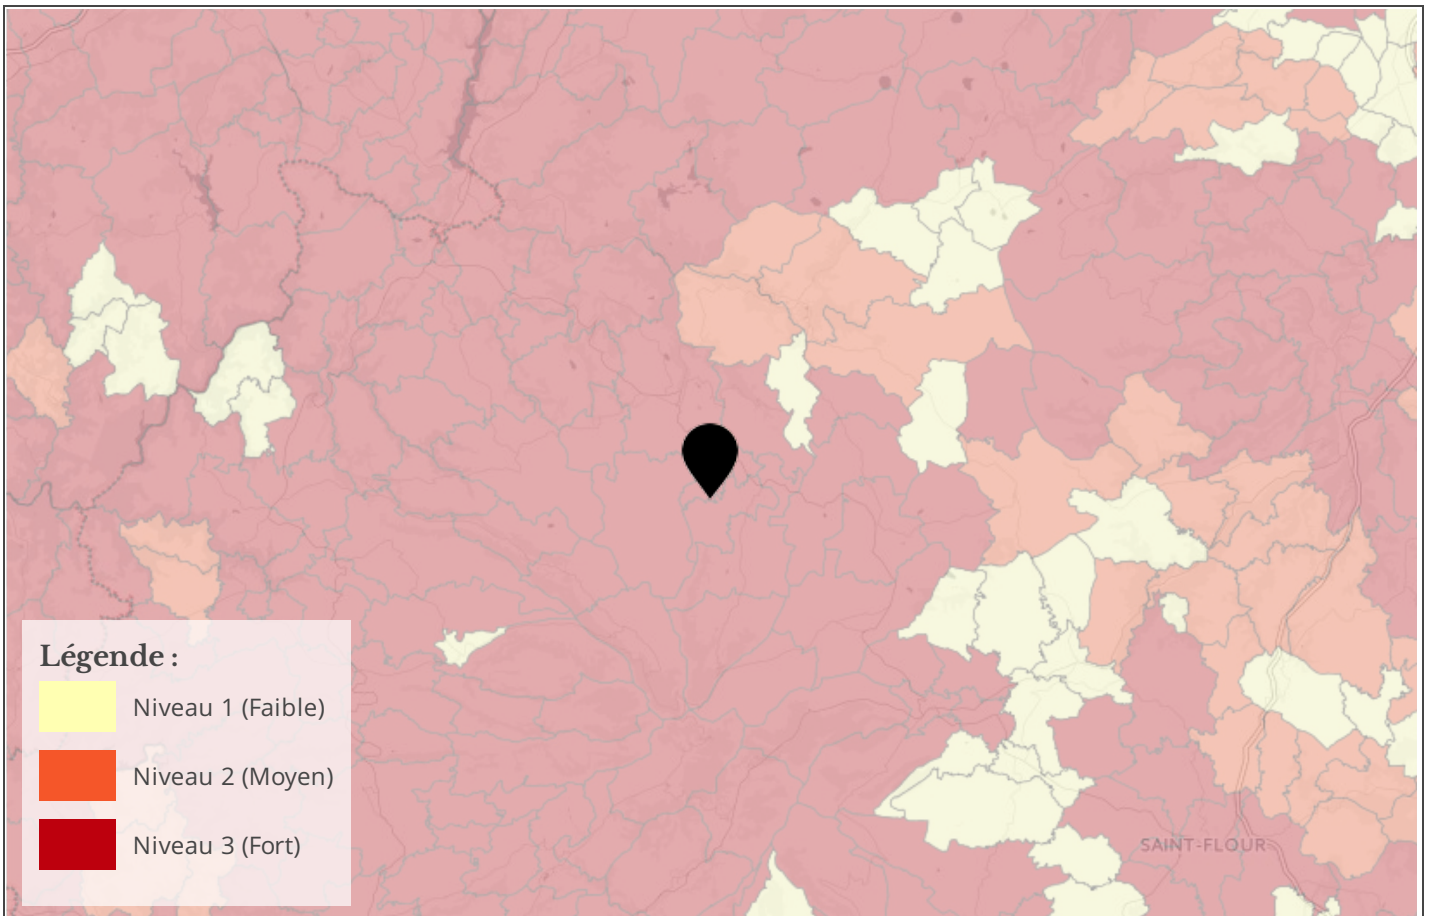 Légende :
Niveau 1 (Faible)
Niveau 2 (Moyen)
Niveau 3 (Fort)
SAINT-FLOUR